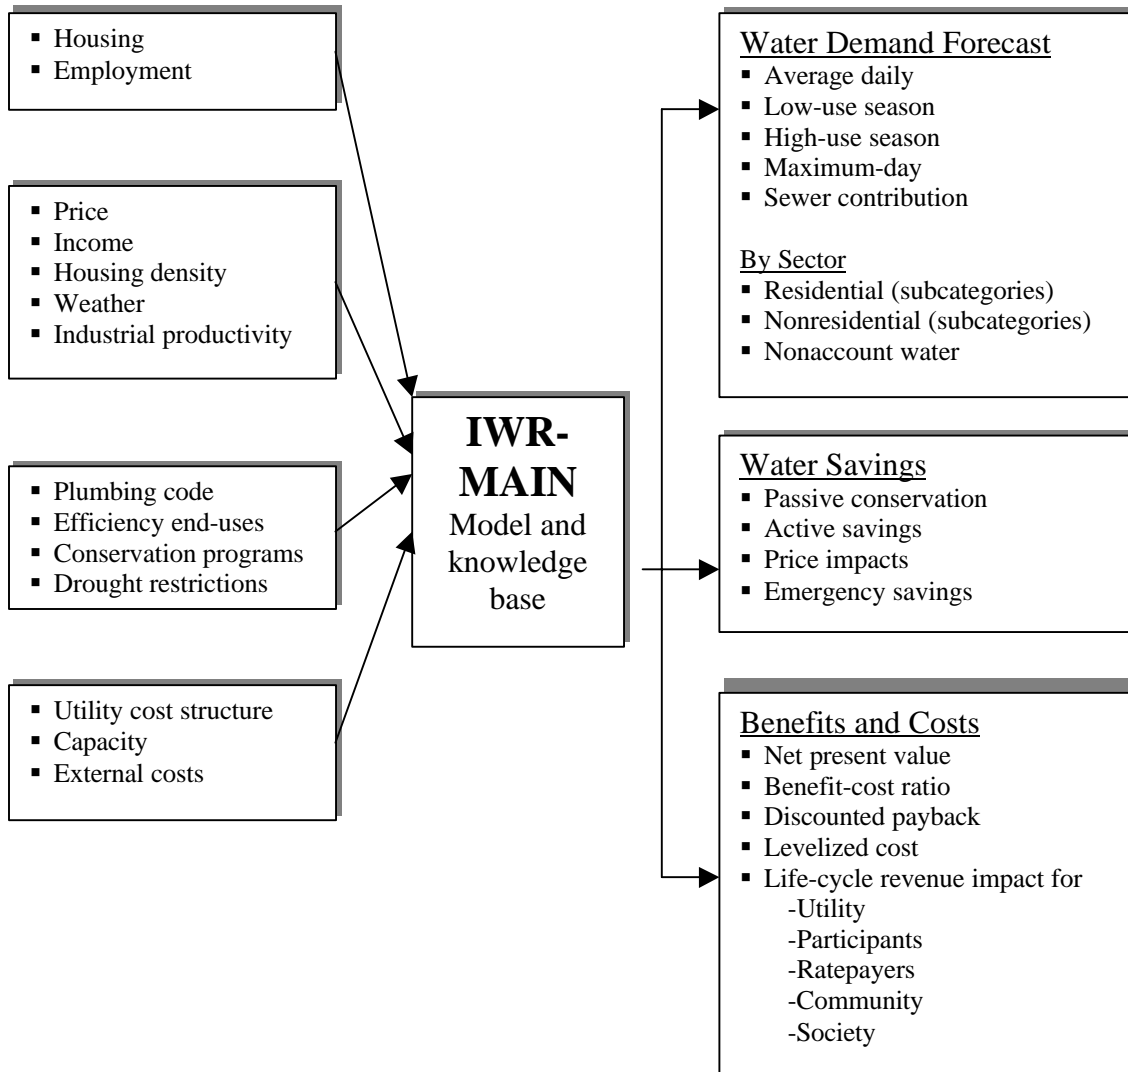 ▪ Housing
▪ Employment
▪ Price
▪ Income
▪ Housing density
▪ Weather
▪ Industrial productivity
▪ Plumbing code
▪ Efficiency end-uses
▪ Conservation programs
▪ Drought restrictions
▪ Utility cost structure
▪ Capacity
▪ External costs
IWR-
MAIN
Model and
knowledge
base
Water Demand Forecast
▪ Average daily
▪ Low-use season
▪ High-use season
▪ Maximum-day
▪ Sewer contribution
By Sector
▪ Residential (subcategories)
▪ Nonresidential (subcategories)
▪ Nonaccount water
Water Savings
▪ Passive conservation
▪ Active savings
▪ Price impacts
▪ Emergency savings
Benefits and Costs
▪ Net present value
▪ Benefit-cost ratio
▪ Discounted payback
▪ Levelized cost
▪ Life-cycle revenue impact for
-Utility
-Participants
-Ratepayers
-Community
-Society